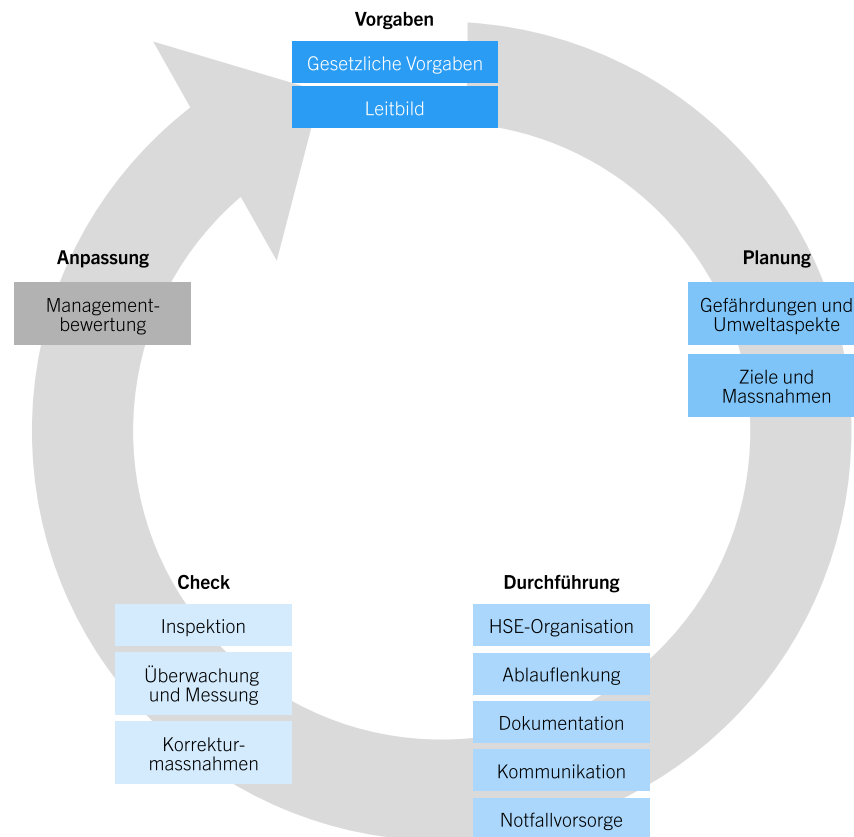 Vorgaben
Gesetzliche Vorgaben
Leitbild
Planung
Gefährdungen und
Umweltaspekte
Ziele und
Massnahmen
Durchführung
HSE-Organisation
Ablauflenkung
Dokumentation
Kommunikation
Notfallvorsorge
Check
Inspektion
Überwachung
und Messung
Korrektur-
massnahmen
Anpassung
Management-
bewertung